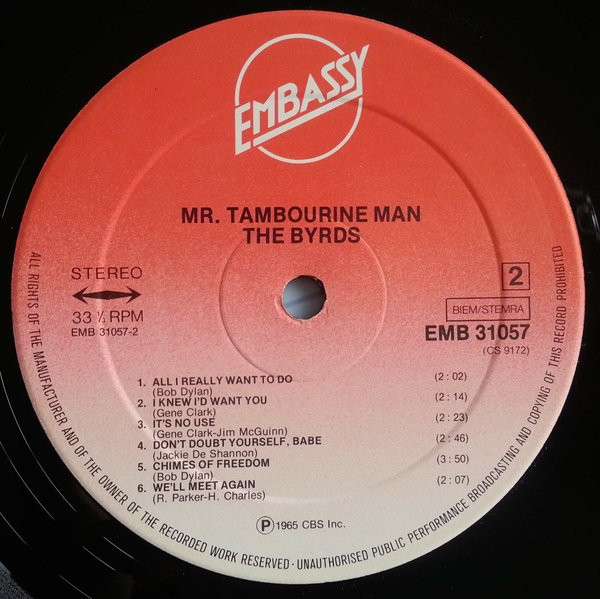 EMBASSY
MR. TAMBOURINE MAN
THE BYRDS
STEREO
33 ⅓ RPM
EMB 31057-2
2
BIEM/STEMRA
EMB 31057
(CS 9172)
1. ALL I REALLY WANT TO DO (2 : 02)
(Bob Dylan)
2. I KNEW I'D WANT YOU (2 : 14)
(Gene Clark)
3. IT'S NO USE (2 : 23)
(Gene Clark-Jim McGuinn)
4. DON'T DOUBT YOURSELF, BABE (2 : 46)
(Jackie De Shannon)
5. CHIMES OF FREEDOM (3 : 50)
(Bob Dylan)
6. WE'LL MEET AGAIN (2 : 07)
(R. Parker-H. Charles)
Ⓟ 1965 CBS Inc.
ALL RIGHTS OF THE MANUFACTURER AND OF THE OWNER OF THE RECORDED WORK RESERVED - UNAUTHORISED PUBLIC PERFORMANCE BROADCASTING AND COPYING OF THIS RECORD PROHIBITED